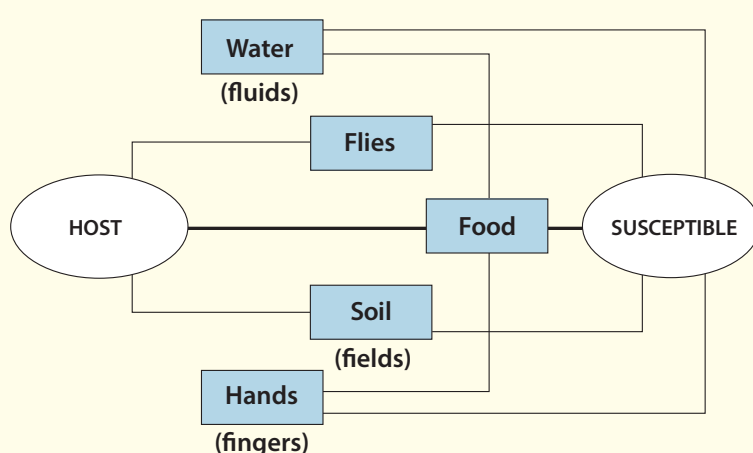 Water
(fluids)
Flies
HOST
Food
SUSCEPTIBLE
Soil
(fields)
Hands
(fingers)